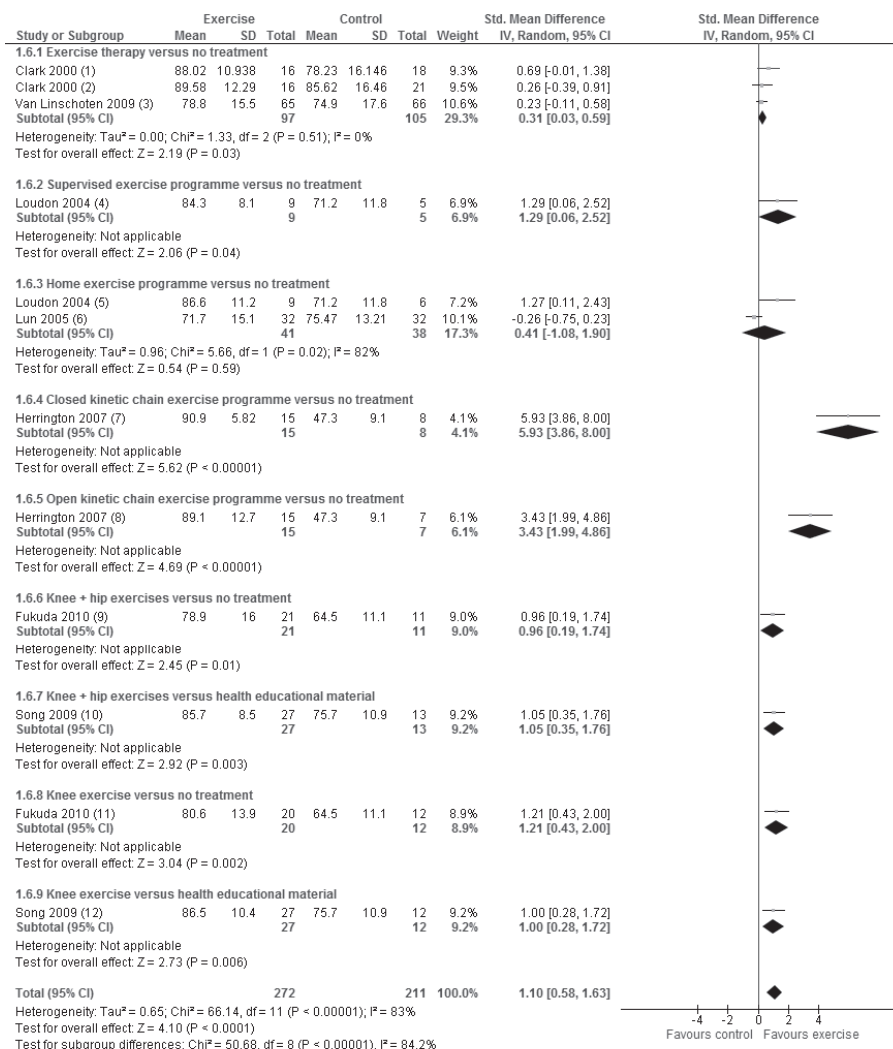 Exercise Control Std. Mean Difference Std. Mean Difference
Study or Subgroup Mean SD Total Mean SD Total Weight IV, Random, 95% CI IV, Random, 95% CI
1.6.1 Exercise therapy versus no treatment
Clark 2000 (1) 88.02 10.938 16 78.23 16.146 18 9.3% 0.69 [-0.01, 1.38]
Clark 2000 (2) 89.58 12.29 16 85.62 16.46 21 9.5% 0.26 [-0.39, 0.91]
Van Linschoten 2009 (3) 78.8 15.5 65 74.9 17.6 66 10.6% 0.23 [-0.11, 0.58]
Subtotal (95% CI) 97 105 29.3% 0.31 [0.03, 0.59]
Heterogeneity: Tau² = 0.00; Chi² = 1.33, df = 2 (P = 0.51); I² = 0%
Test for overall effect: Z = 2.19 (P = 0.03)
1.6.2 Supervised exercise programme versus no treatment
Loudon 2004 (4) 84.3 8.1 9 71.2 11.8 5 6.9% 1.29 [0.06, 2.52]
Subtotal (95% CI) 9 5 6.9% 1.29 [0.06, 2.52]
Heterogeneity: Not applicable
Test for overall effect: Z = 2.06 (P = 0.04)
1.6.3 Home exercise programme versus no treatment
Loudon 2004 (5) 86.6 11.2 9 71.2 11.8 6 7.2% 1.27 [0.11, 2.43]
Lun 2005 (6) 71.7 15.1 32 75.47 13.21 32 10.1% -0.26 [-0.75, 0.23]
Subtotal (95% CI) 41 38 17.3% 0.41 [-1.08, 1.90]
Heterogeneity: Tau² = 0.96; Chi² = 5.66, df = 1 (P = 0.02); I² = 82%
Test for overall effect: Z = 0.54 (P = 0.59)
1.6.4 Closed kinetic chain exercise programme versus no treatment
Herrington 2007 (7) 90.9 5.82 15 47.3 9.1 8 4.1% 5.93 [3.86, 8.00]
Subtotal (95% CI) 15 8 4.1% 5.93 [3.86, 8.00]
Heterogeneity: Not applicable
Test for overall effect: Z = 5.62 (P < 0.00001)
1.6.5 Open kinetic chain exercise programme versus no treatment
Herrington 2007 (8) 89.1 12.7 15 47.3 9.1 7 6.1% 3.43 [1.99, 4.86]
Subtotal (95% CI) 15 7 6.1% 3.43 [1.99, 4.86]
Heterogeneity: Not applicable
Test for overall effect: Z = 4.69 (P < 0.00001)
1.6.6 Knee + hip exercises versus no treatment
Fukuda 2010 (9) 78.9 16 21 64.5 11.1 11 9.0% 0.96 [0.19, 1.74]
Subtotal (95% CI) 21 11 9.0% 0.96 [0.19, 1.74]
Heterogeneity: Not applicable
Test for overall effect: Z = 2.45 (P = 0.01)
1.6.7 Knee + hip exercises versus health educational material
Song 2009 (10) 85.7 8.5 27 75.7 10.9 13 9.2% 1.05 [0.35, 1.76]
Subtotal (95% CI) 27 13 9.2% 1.05 [0.35, 1.76]
Heterogeneity: Not applicable
Test for overall effect: Z = 2.92 (P = 0.003)
1.6.8 Knee exercise versus no treatment
Fukuda 2010 (11) 80.6 13.9 20 64.5 11.1 12 8.9% 1.21 [0.43, 2.00]
Subtotal (95% CI) 20 12 8.9% 1.21 [0.43, 2.00]
Heterogeneity: Not applicable
Test for overall effect: Z = 3.04 (P = 0.002)
1.6.9 Knee exercise versus health educational material
Song 2009 (12) 86.5 10.4 27 75.7 10.9 12 9.2% 1.00 [0.28, 1.72]
Subtotal (95% CI) 27 12 9.2% 1.00 [0.28, 1.72]
Heterogeneity: Not applicable
Test for overall effect: Z = 2.73 (P = 0.006)
Total (95% CI) 272 211 100.0% 1.10 [0.58, 1.63]
Heterogeneity: Tau² = 0.65; Chi² = 66.14, df = 11 (P < 0.00001); I² = 83%
Test for overall effect: Z = 4.10 (P < 0.0001)
Test for subgroup differences: Chi² = 50.68, df = 8 (P < 0.00001), I² = 84.2%
-4 -2 0 2 4
Favours control Favours exercise